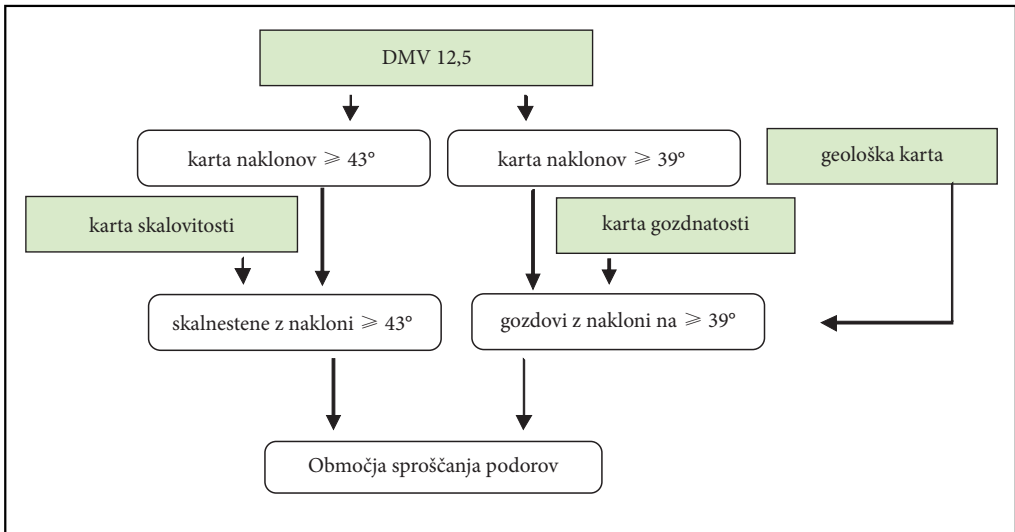 DMV 12,5
karta naklonov ⩾ 43°
karta naklonov ⩾ 39°
geološka karta
karta skalovitosti
karta gozdnatosti
skalnestene z nakloni ⩾ 43°
gozdovi z nakloni na ⩾ 39°
Območja sproščanja podorov